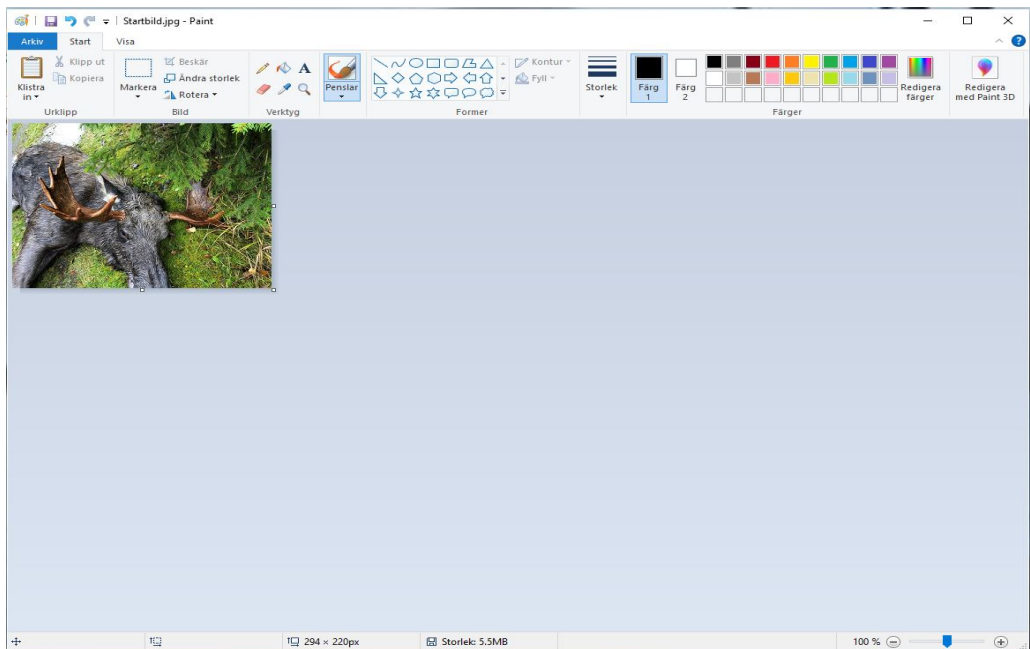 Startbild.jpg - Paint
Arkiv Start Visa
Klistra in
Klipp ut
Kopiera
Urklipp
Markera
Beskär
Ändra storlek
Rotera
Bild
A
Verktyg
Penslar
Kontur
Fyll
Former
Storlek
Färg 1
Färg 2
Redigera färger
Färger
Redigera med Paint 3D
294 × 220px
Storlek: 5.5MB
100 %